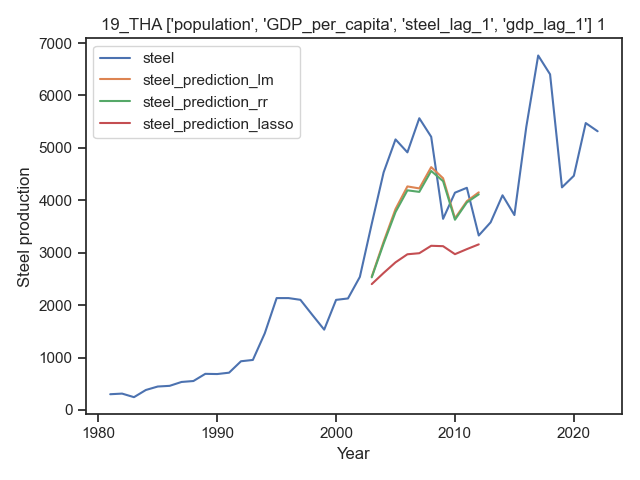 19_THA ['population', 'GDP_per_capita', 'steel_lag_1', 'gdp_lag_1'] 1
7000
6000
5000
4000
3000
2000
1000
0
Steel production
steel
steel_prediction_lm
steel_prediction_rr
steel_prediction_lasso
1980
1990
2000
2010
2020
Year